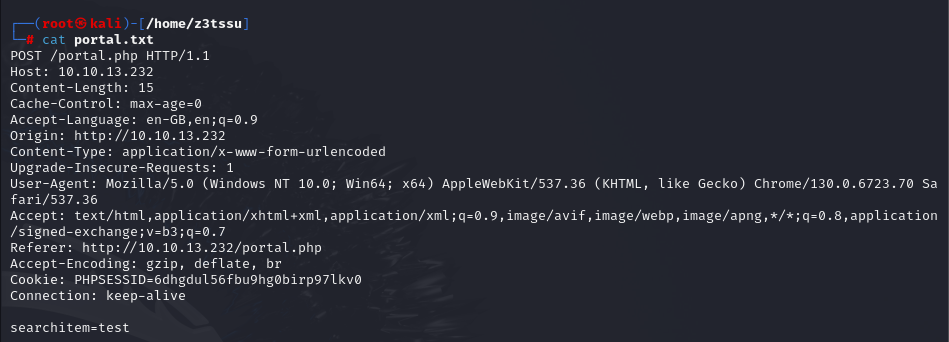 ┌──(root㉿kali)-[/home/z3tssu]
└─# cat portal.txt
POST /portal.php HTTP/1.1
Host: 10.10.13.232
Content-Length: 15
Cache-Control: max-age=0
Accept-Language: en-GB,en;q=0.9
Origin: http://10.10.13.232
Content-Type: application/x-www-form-urlencoded
Upgrade-Insecure-Requests: 1
User-Agent: Mozilla/5.0 (Windows NT 10.0; Win64; x64) AppleWebKit/537.36 (KHTML, like Gecko) Chrome/130.0.6723.70 Sa
fari/537.36
Accept: text/html,application/xhtml+xml,application/xml;q=0.9,image/avif,image/webp,image/apng,*/*;q=0.8,application
/signed-exchange;v=b3;q=0.7
Referer: http://10.10.13.232/portal.php
Accept-Encoding: gzip, deflate, br
Cookie: PHPSESSID=6dhgdul56fbu9hg0birp97lkv0
Connection: keep-alive

searchitem=test